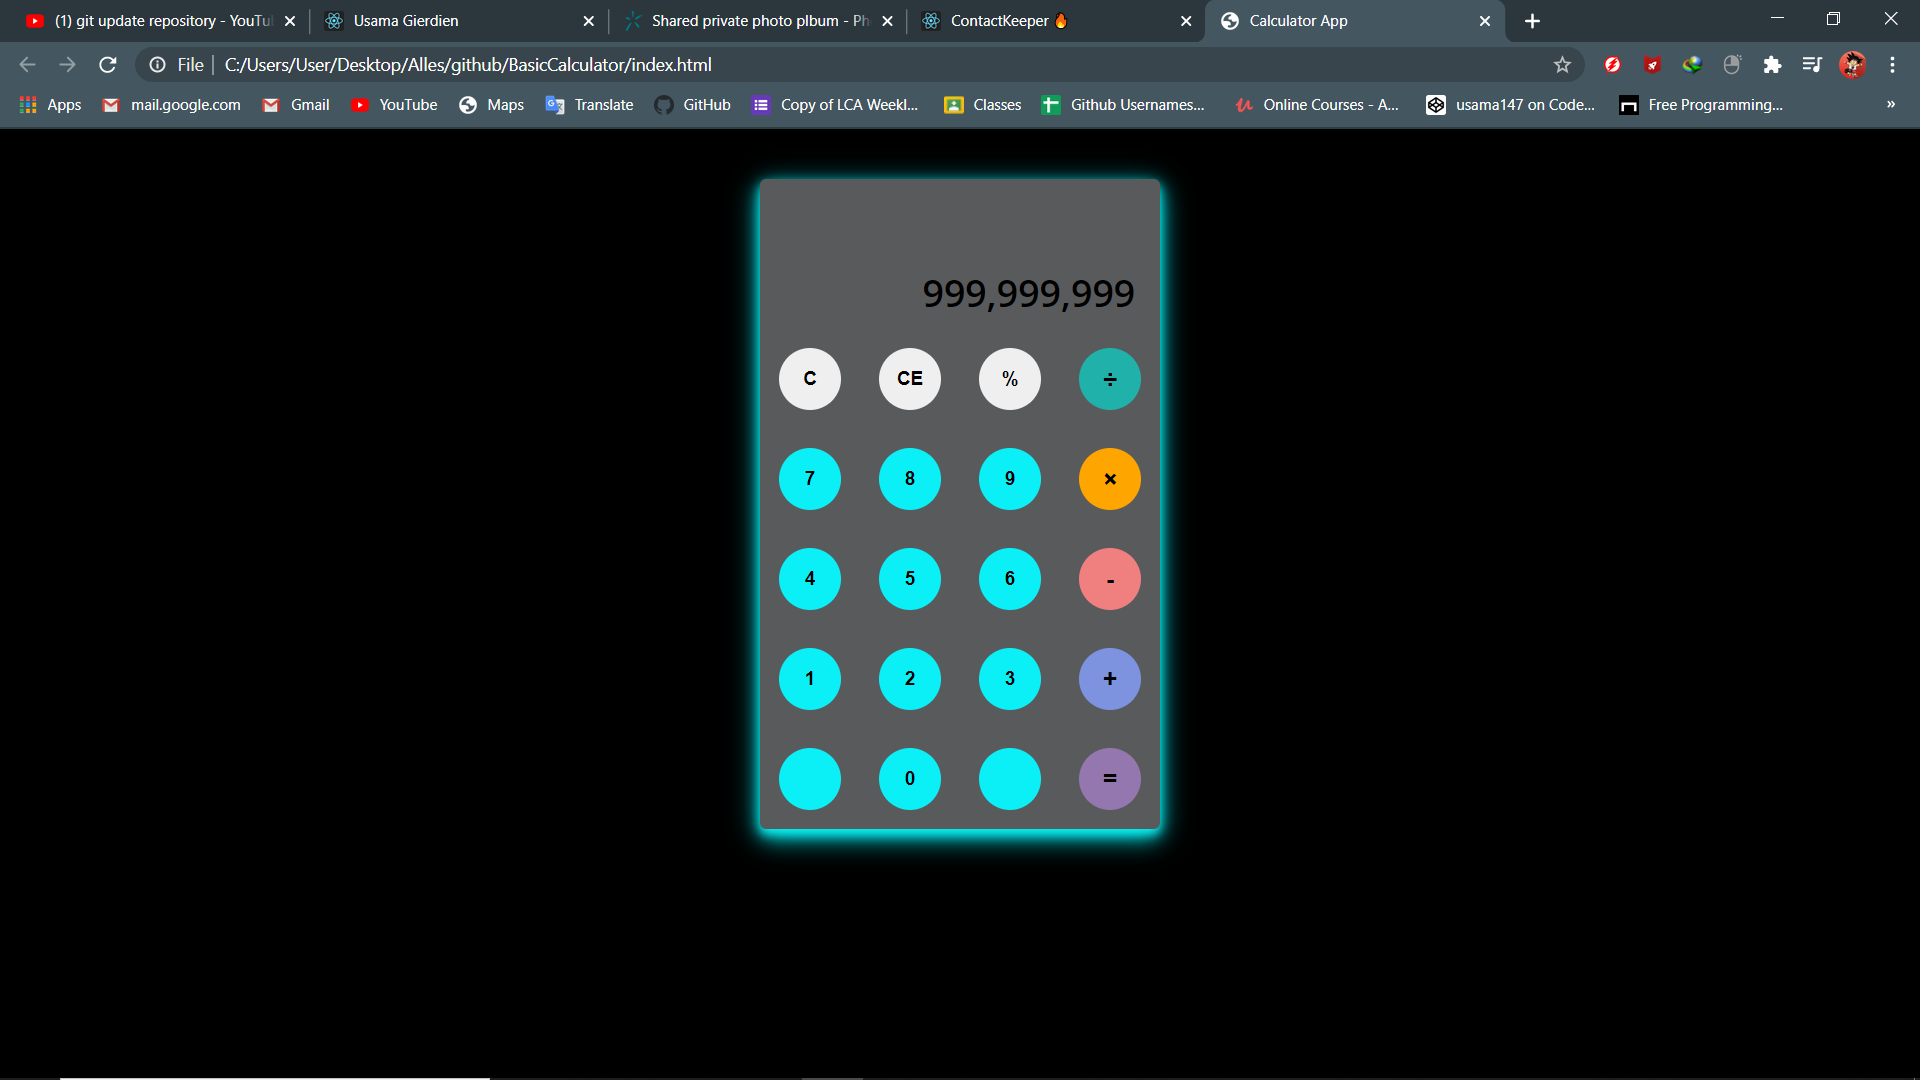 (1) git update repository - YouTu
Usama Gierdien
Shared private photo plbum - Ph
ContactKeeper 🔥
Calculator App
File
C:/Users/User/Desktop/Alles/github/BasicCalculator/index.html
Apps
mail.google.com
Gmail
YouTube
Maps
Translate
GitHub
Copy of LCA Weekl...
Classes
Github Usernames...
Online Courses - A...
usama147 on Code...
Free Programming...
»
999,999,999
C CE % ÷
7 8 9 ×
4 5 6 -
1 2 3 +
0 =